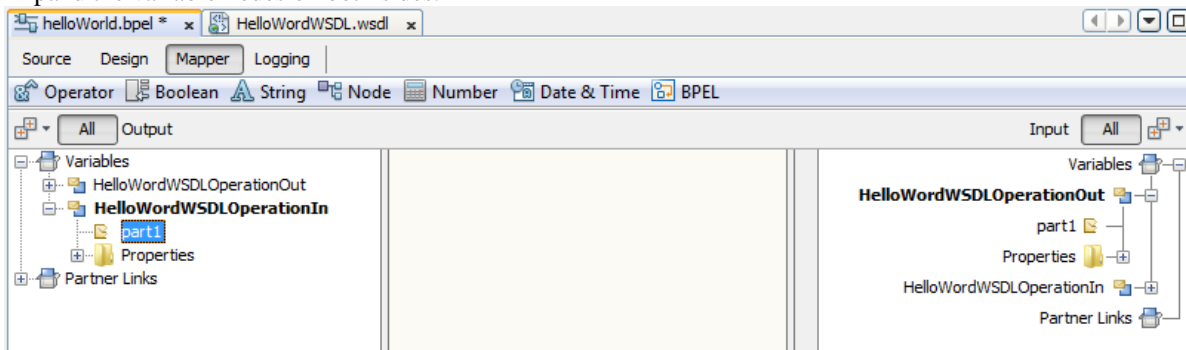 helloWorld.bpel * x HelloWordWSDL.wsdl x
Source Design Mapper Logging
Operator Boolean String Node Number Date & Time BPEL
All Output Input All
Variables Variables
HelloWordWSDLOperationOut HelloWordWSDLOperationOut
HelloWordWSDLOperationIn part1
part1 Properties
Properties HelloWordWSDLOperationIn
Partner Links Partner Links